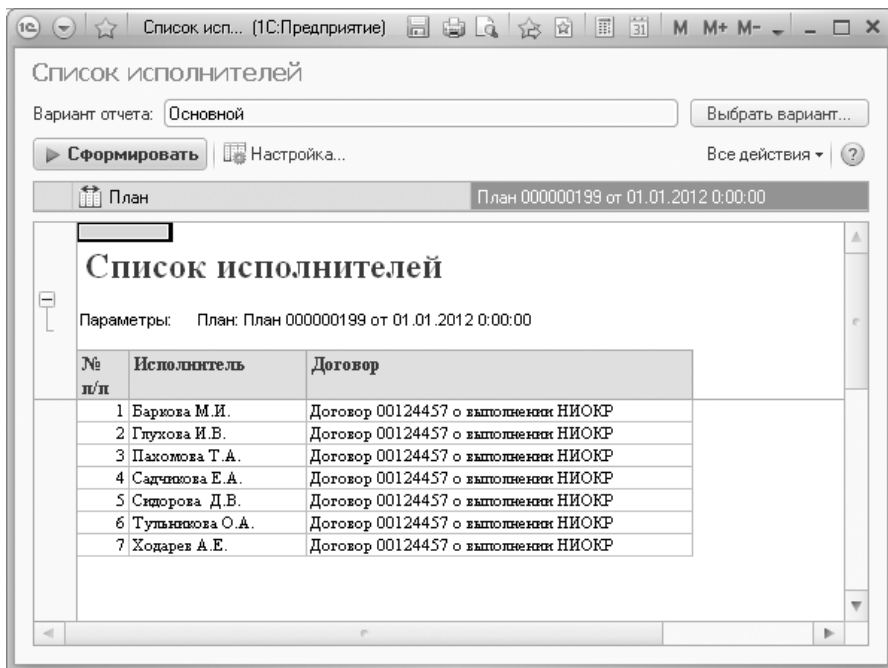 1С Список исп... (1С:Предприятие) 31 M M+ M-
Список исполнителей
Вариант отчета: Основной Выбрать вариант...
Сформировать Настройка... Все действия ?
План План 000000199 от 01.01.2012 0:00:00
Список исполнителей
Параметры: План: План 000000199 от 01.01.2012 0:00:00
№ Исполнитель Договор
п/п
1 Баркова М.И. Договор 00124457 о выполнении НИОКР
2 Глухова И.В. Договор 00124457 о выполнении НИОКР
3 Пахомова Т.А. Договор 00124457 о выполнении НИОКР
4 Садчикова Е.А. Договор 00124457 о выполнении НИОКР
5 Сидорова Д.В. Договор 00124457 о выполнении НИОКР
6 Тульникова О.А. Договор 00124457 о выполнении НИОКР
7 Ходарев А.Е. Договор 00124457 о выполнении НИОКР